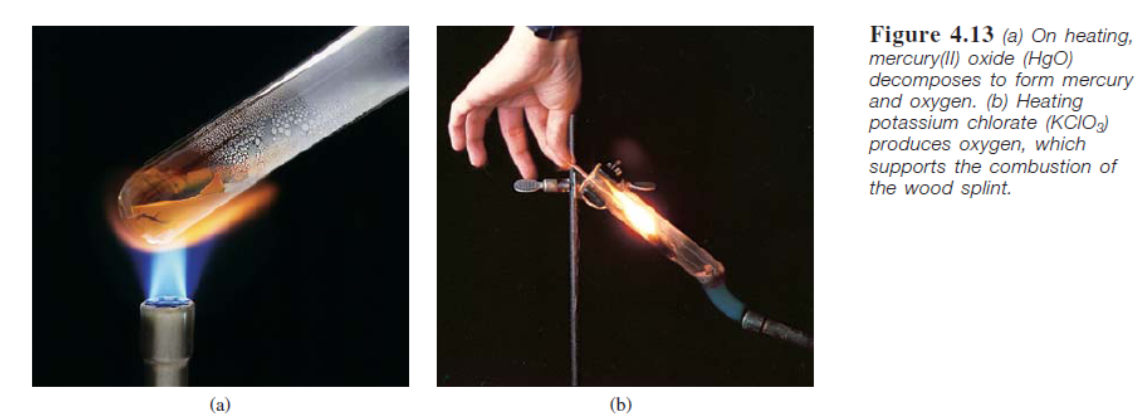 Figure 4.13 (a) On heating,
mercury(II) oxide (HgO)
decomposes to form mercury
and oxygen. (b) Heating
potassium chlorate (KClO₃)
produces oxygen, which
supports the combustion of
the wood splint.
(a)
(b)